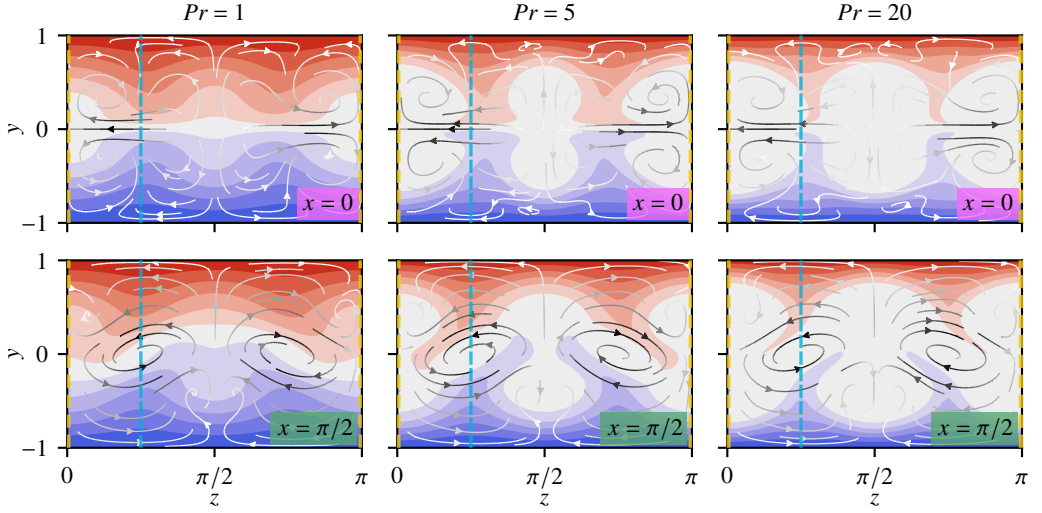 Pr = 1 Pr = 5 Pr = 20
1
y 0
−1
x = 0 x = 0 x = 0
1
y 0
−1
x = π/2 x = π/2 x = π/2
0 π/2 π 0 π/2 π 0 π/2 π
z z z